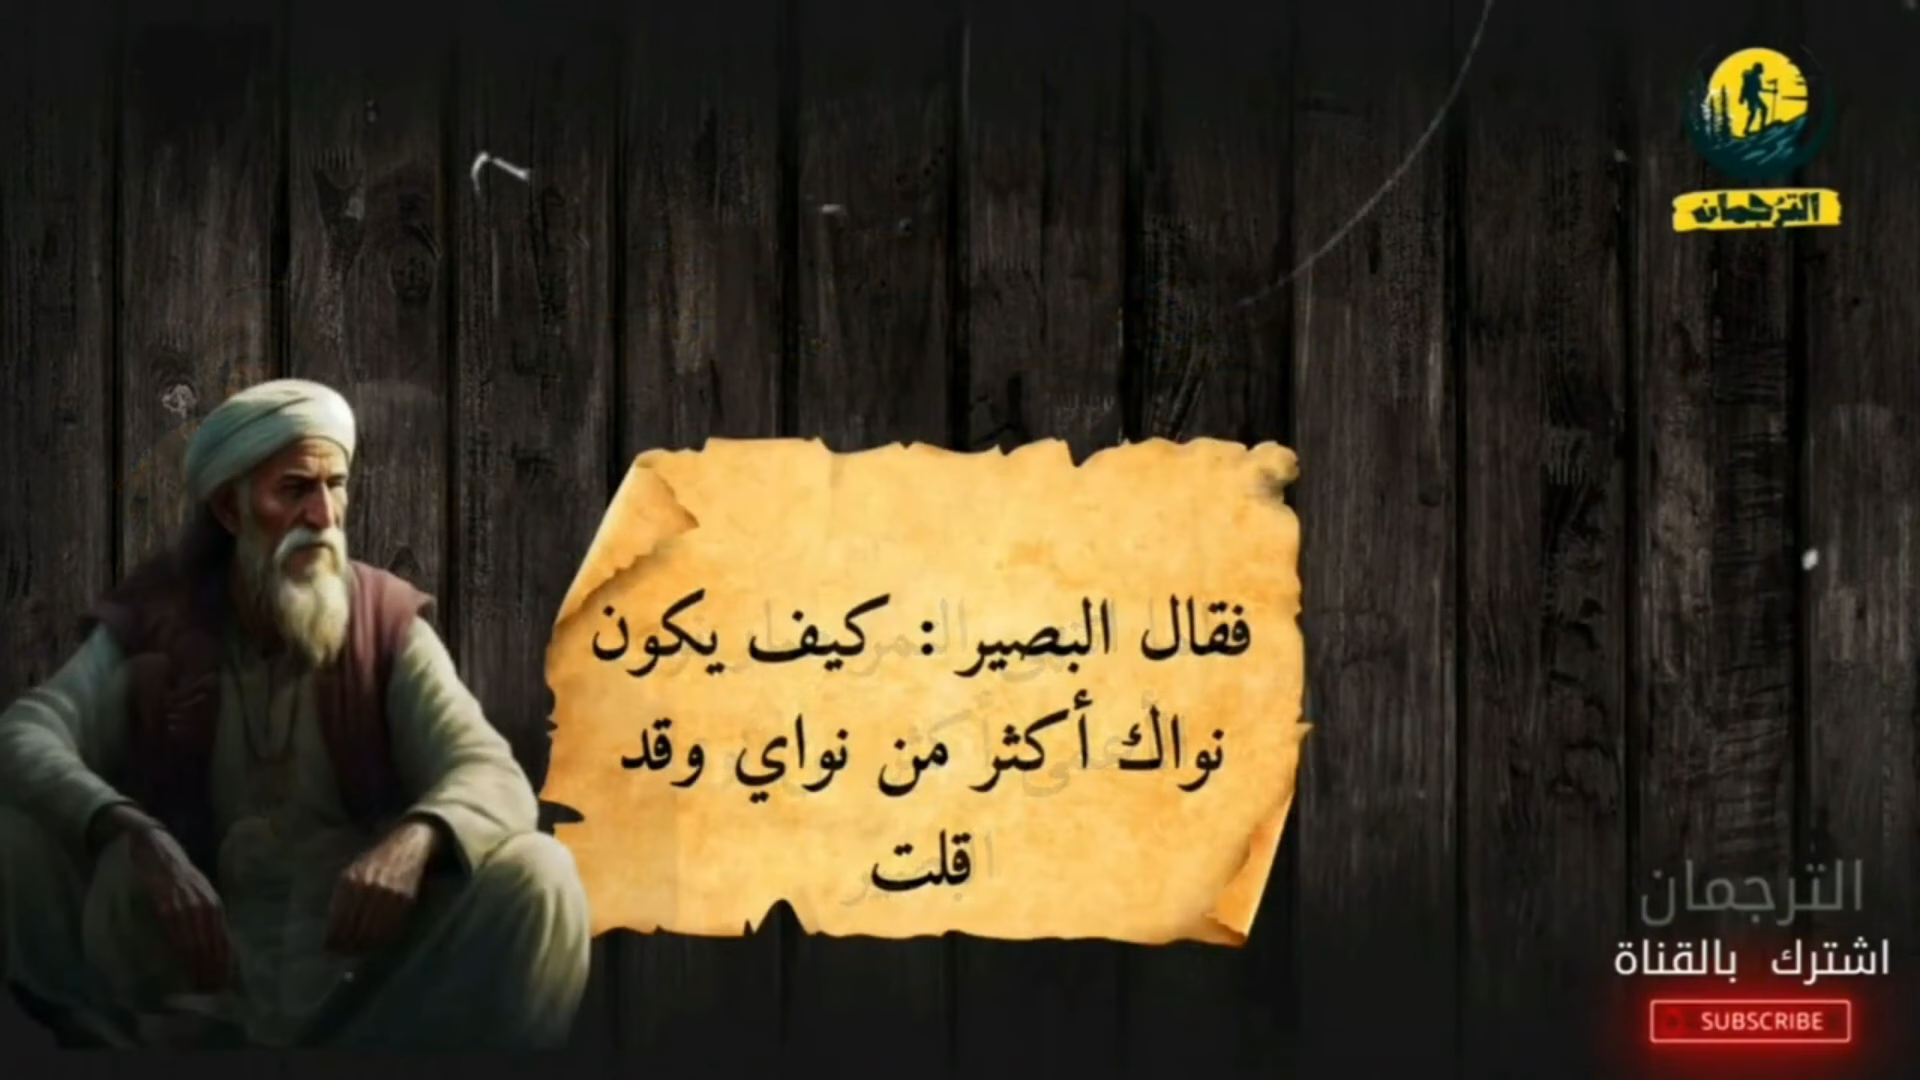 الترجمان
فقال البصير : كيف يكون
نواك أكثر من نواي وقد
قلت
الترجمان
اشترك بالقناة
SUBSCRIBE